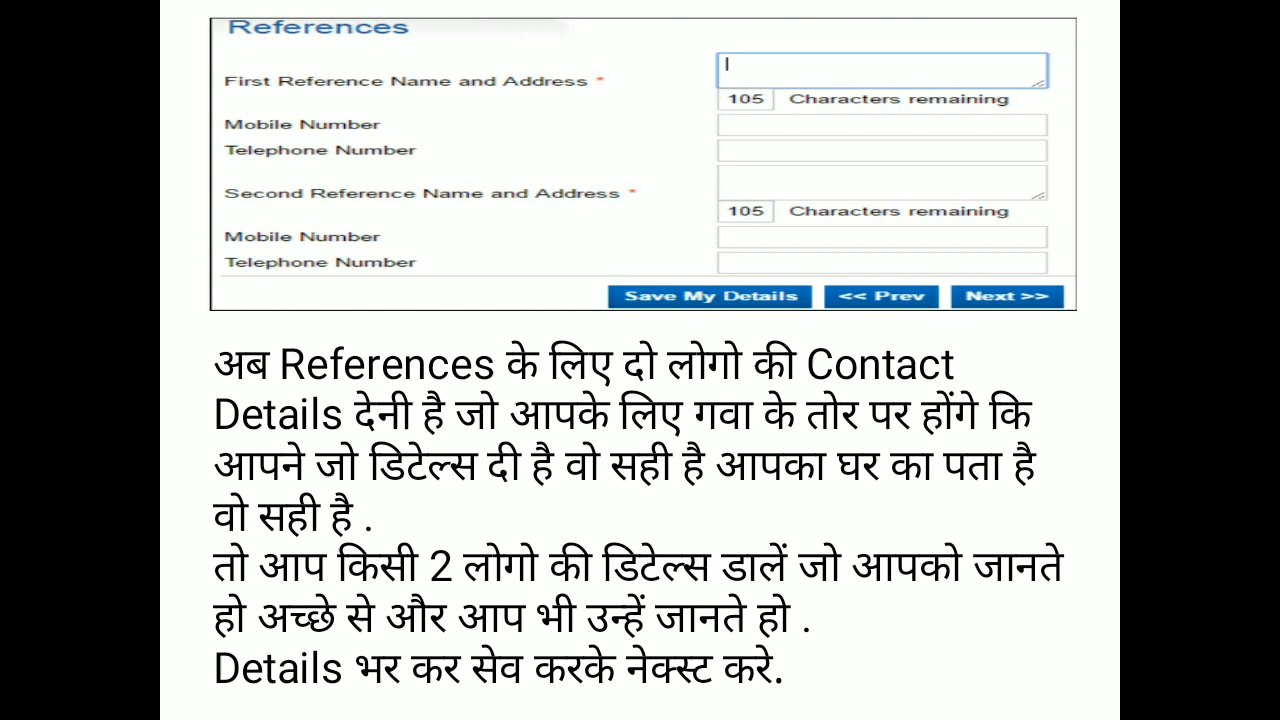 References
First Reference Name and Address *
105 Characters remaining
Mobile Number
Telephone Number
Second Reference Name and Address *
105 Characters remaining
Mobile Number
Telephone Number
Save My Details << Prev Next >>
अब References के लिए दो लोगो की Contact
Details देनी है जो आपके लिए गवा के तोर पर होंगे कि
आपने जो डिटेल्स दी है वो सही है आपका घर का पता है
वो सही है .
तो आप किसी 2 लोगो की डिटेल्स डालें जो आपको जानते
हो अच्छे से और आप भी उन्हें जानते हो .
Details भर कर सेव करके नेक्स्ट करे.